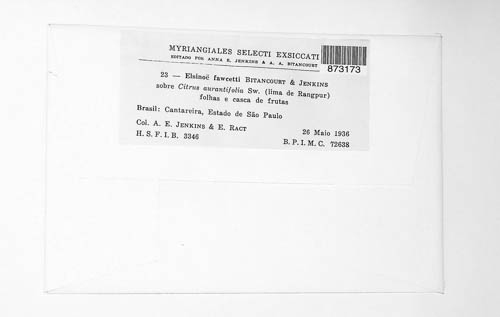 MYRIANGIALES SELECTI EXSICCATI
EDITADO POR ANNA E. JENKINS & A. A. BITANCOURT
873173
23 — Elsinoë fawcetti BITANCOURT & JENKINS
sobre Citrus aurantifolia Sw. (lima de Rangpur)
folhas e casca de frutas
Brasil: Cantareira, Estado de São Paulo
Col. A. E. JENKINS & E. RACT
26 Maio 1936
H. S. F. I. B. 3346
B. P. I. M. C. 72638